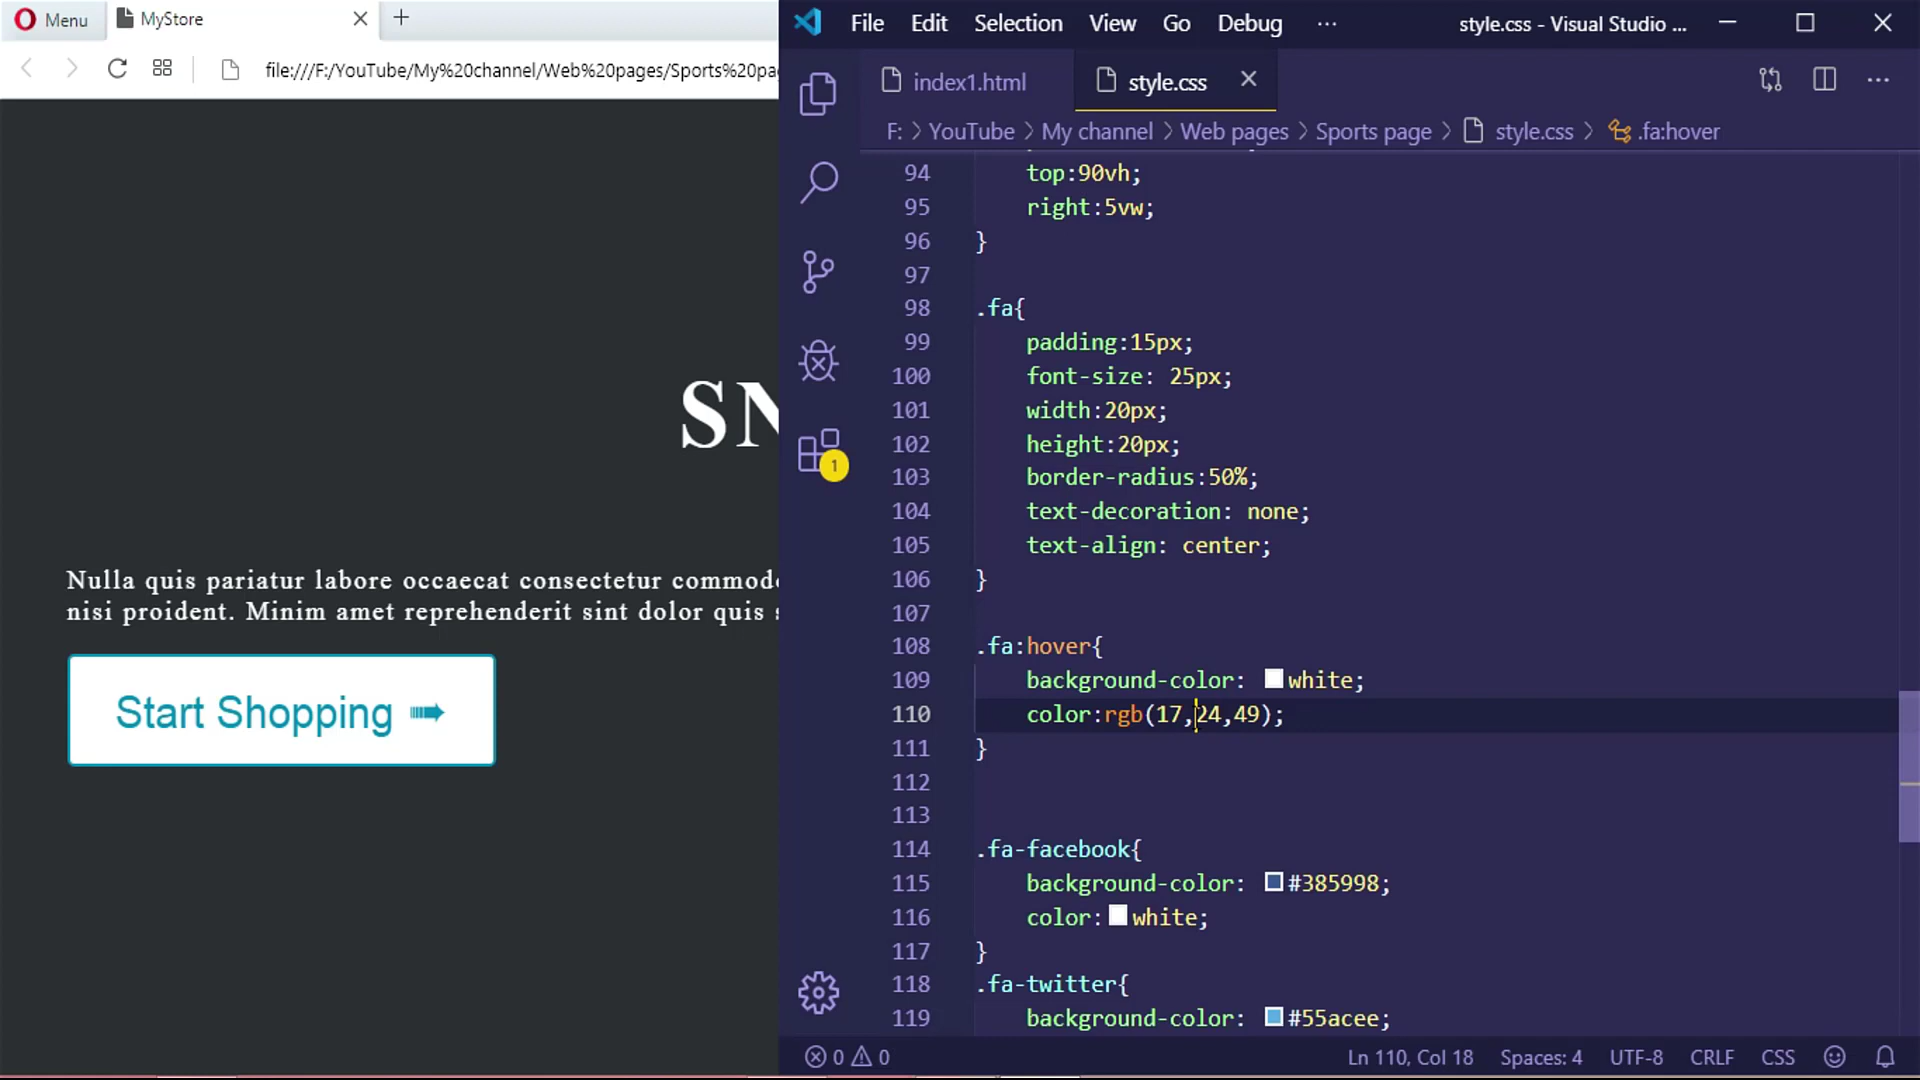 Menu
MyStore
file:///F:/YouTube/My%20channel/Web%20pages/Sports%20pag
SN
Nulla quis pariatur labore occaecat consectetur commodo
nisi proident. Minim amet reprehenderit sint dolor quis s
Start Shopping ➠
File Edit Selection View Go Debug ··· style.css - Visual Studio ...
index1.html style.css
F: > YouTube > My channel > Web pages > Sports page > style.css > .fa:hover
94 top:90vh;
95 right:5vw;
96 }
97
98 .fa{
99 padding:15px;
100 font-size: 25px;
101 width:20px;
102 height:20px;
103 border-radius:50%;
104 text-decoration: none;
105 text-align: center;
106 }
107
108 .fa:hover{
109 background-color: white;
110 color:rgb(17,24,49);
111 }
112
113
114 .fa-facebook{
115 background-color: #385998;
116 color:white;
117 }
118 .fa-twitter{
119 background-color: #55acee;
1
0 0 Ln 110, Col 18 Spaces: 4 UTF-8 CRLF CSS